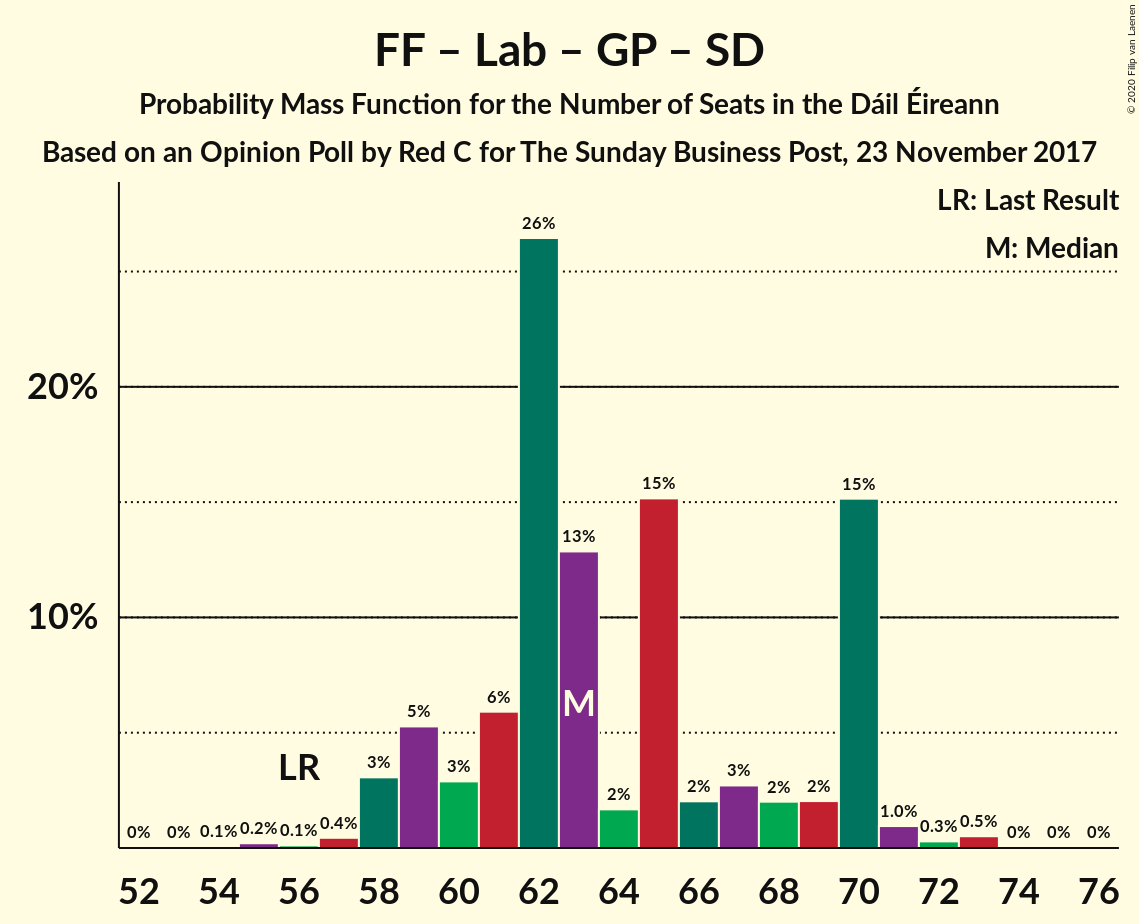 FF – Lab – GP – SD
Probability Mass Function for the Number of Seats in the Dáil Éireann
Based on an Opinion Poll by Red C for The Sunday Business Post, 23 November 2017
© 2020 Filip van Laenen
LR: Last Result
M: Median
20%
10%
0% 0% 0.1% 0.2% 0.1% 0.4% 3% 5% 3% 6% 26% 13% 2% 15% 2% 3% 2% 2% 15% 1.0% 0.3% 0.5% 0% 0% 0%
LR
M
52 54 56 58 60 62 64 66 68 70 72 74 76